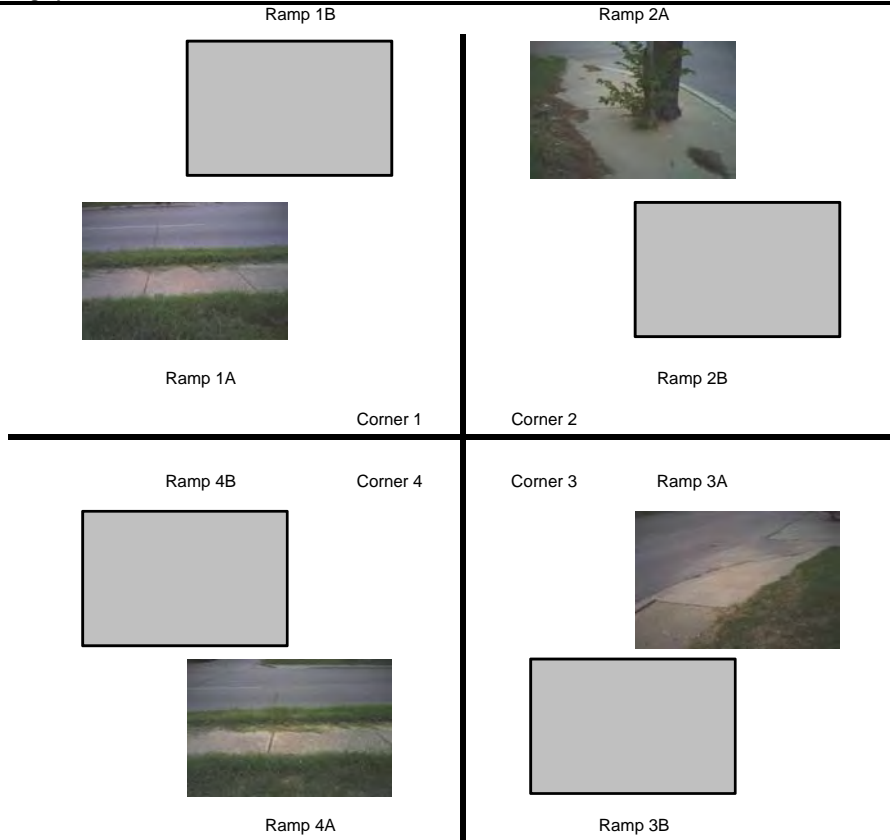 Ramp 1B
Ramp 2A
Ramp 1A
Ramp 2B
Corner 1
Corner 2
Ramp 4B
Corner 4
Corner 3
Ramp 3A
Ramp 4A
Ramp 3B